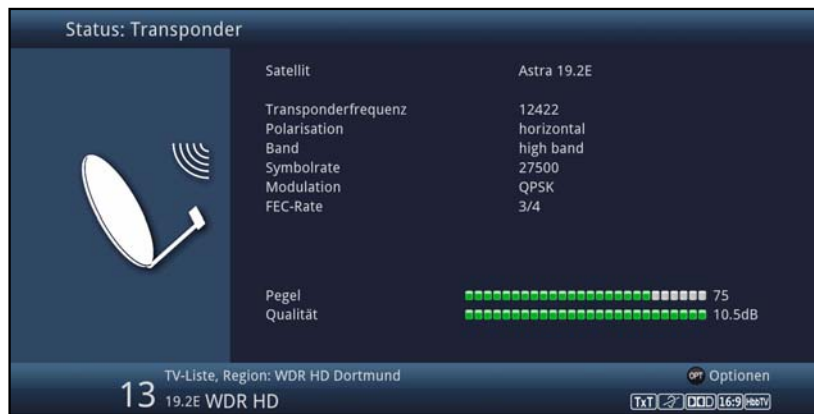 Status: Transponder
Satellit Astra 19.2E
Transponderfrequenz 12422
Polarisation horizontal
Band high band
Symbolrate 27500
Modulation QPSK
FEC-Rate 3/4
Pegel 75
Qualität 10.5dB
TV-Liste, Region: WDR HD Dortmund
OPT Optionen
13 19.2E WDR HD
TxT 16:9 HbbTV